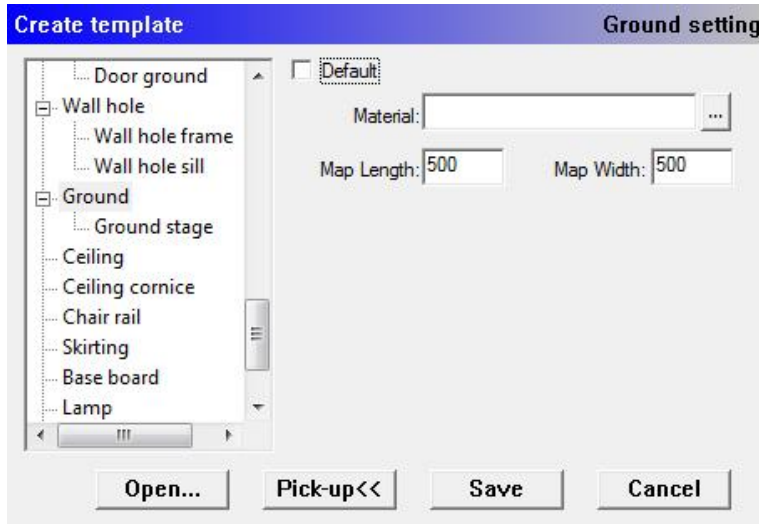 Create template Ground setting
Door ground
Wall hole
Wall hole frame
Wall hole sill
Ground
Ground stage
Ceiling
Ceiling cornice
Chair rail
Skirting
Base board
Lamp
Default
Material: ...
Map Length: 500 Map Width: 500
Open... Pick-up<< Save Cancel